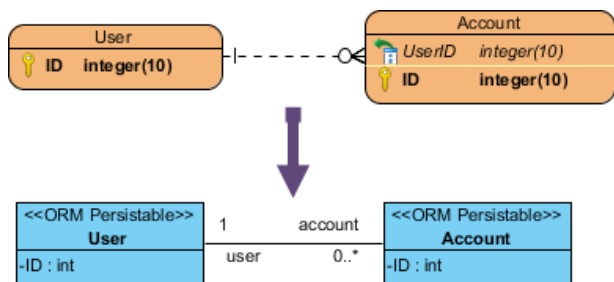 User
ID integer(10)
Account
UserID integer(10)
ID integer(10)
<<ORM Persistable>>
User
-ID : int
1 account
user 0..*
<<ORM Persistable>>
Account
-ID : int